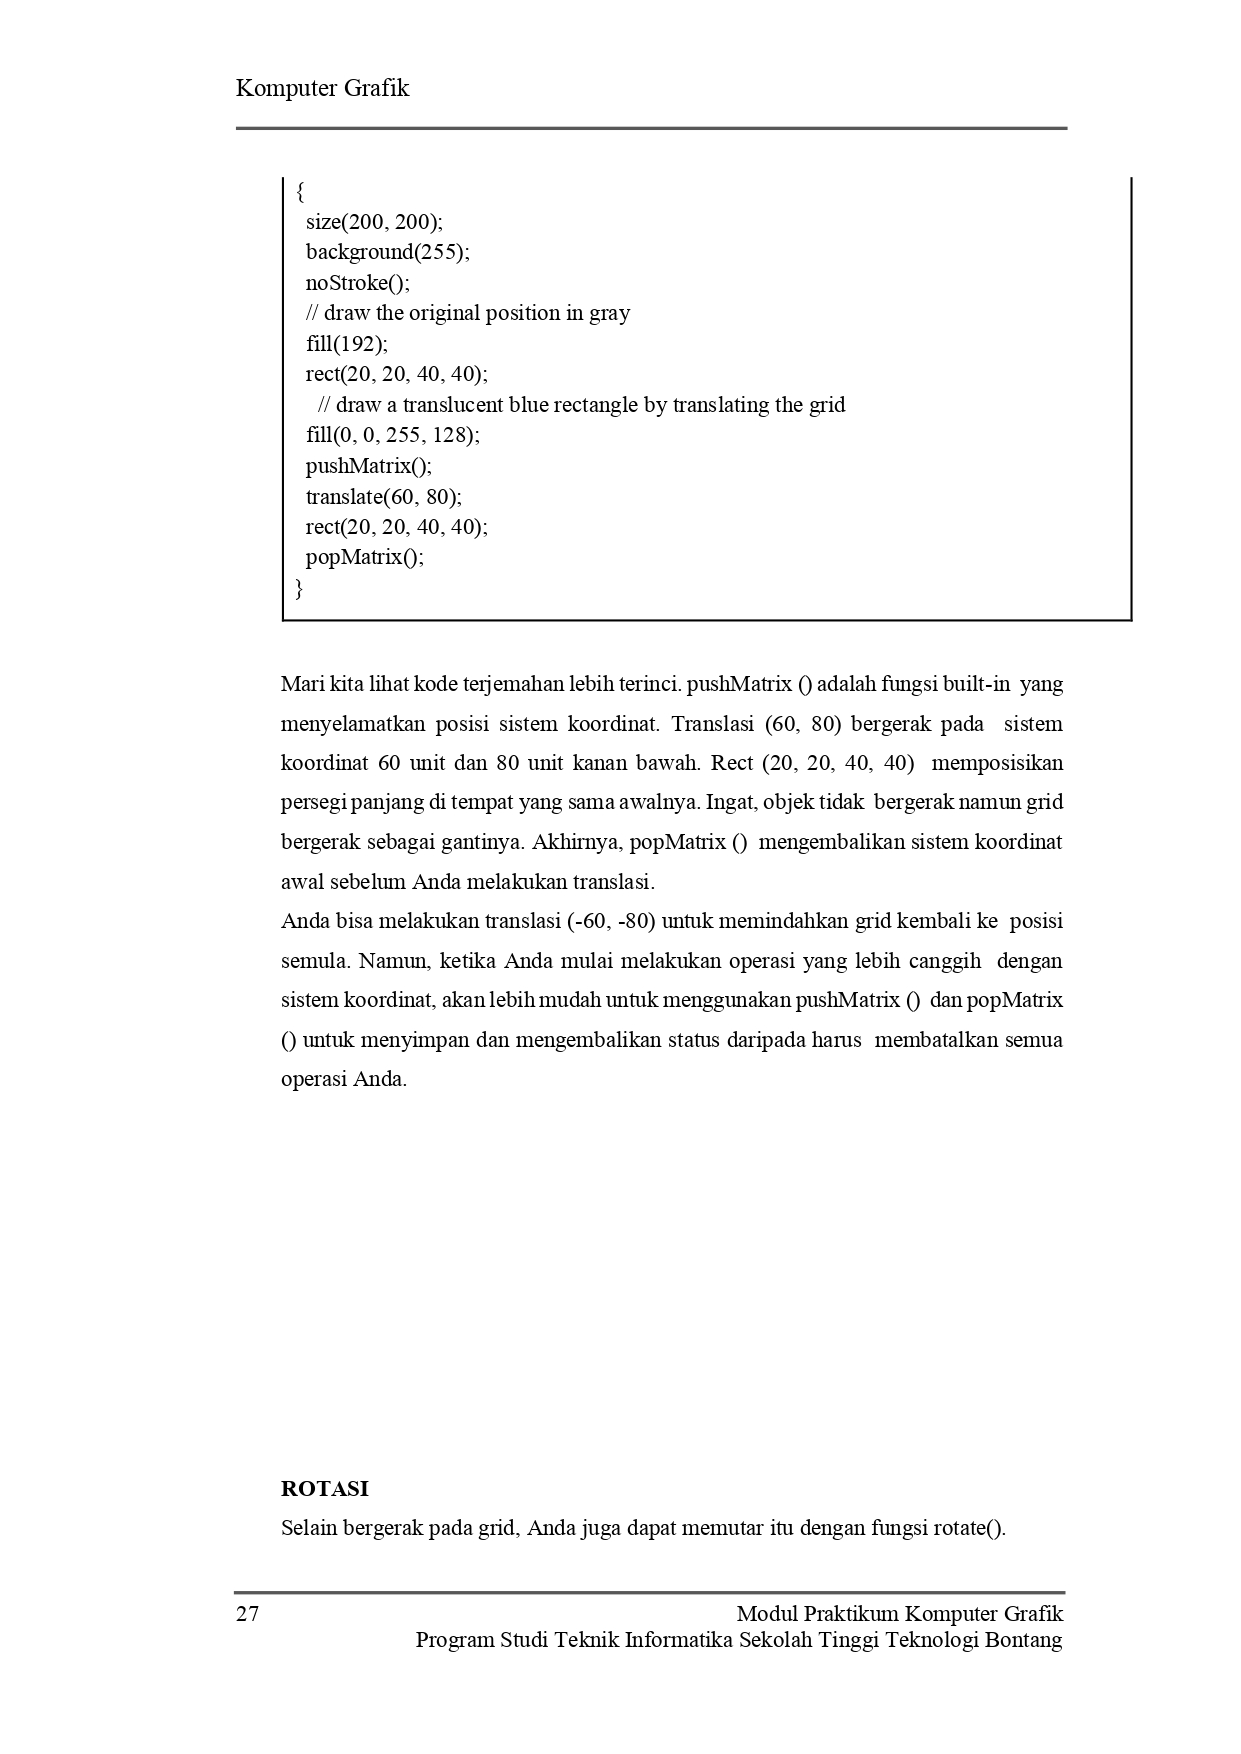 Komputer Grafik
{
size(200, 200);
background(255);
noStroke();
// draw the original position in gray
fill(192);
rect(20, 20, 40, 40);
// draw a translucent blue rectangle by translating the grid
fill(0, 0, 255, 128);
pushMatrix();
translate(60, 80);
rect(20, 20, 40, 40);
popMatrix();
}
Mari kita lihat kode terjemahan lebih terinci. pushMatrix () adalah fungsi built-in yang
menyelamatkan posisi sistem koordinat. Translasi (60, 80) bergerak pada sistem
koordinat 60 unit dan 80 unit kanan bawah. Rect (20, 20, 40, 40) memposisikan
persegi panjang di tempat yang sama awalnya. Ingat, objek tidak bergerak namun grid
bergerak sebagai gantinya. Akhirnya, popMatrix () mengembalikan sistem koordinat
awal sebelum Anda melakukan translasi.
Anda bisa melakukan translasi (-60, -80) untuk memindahkan grid kembali ke posisi
semula. Namun, ketika Anda mulai melakukan operasi yang lebih canggih dengan
sistem koordinat, akan lebih mudah untuk menggunakan pushMatrix () dan popMatrix
() untuk menyimpan dan mengembalikan status daripada harus membatalkan semua
operasi Anda.
ROTASI
Selain bergerak pada grid, Anda juga dapat memutar itu dengan fungsi rotate().
27 Modul Praktikum Komputer Grafik
Program Studi Teknik Informatika Sekolah Tinggi Teknologi Bontang